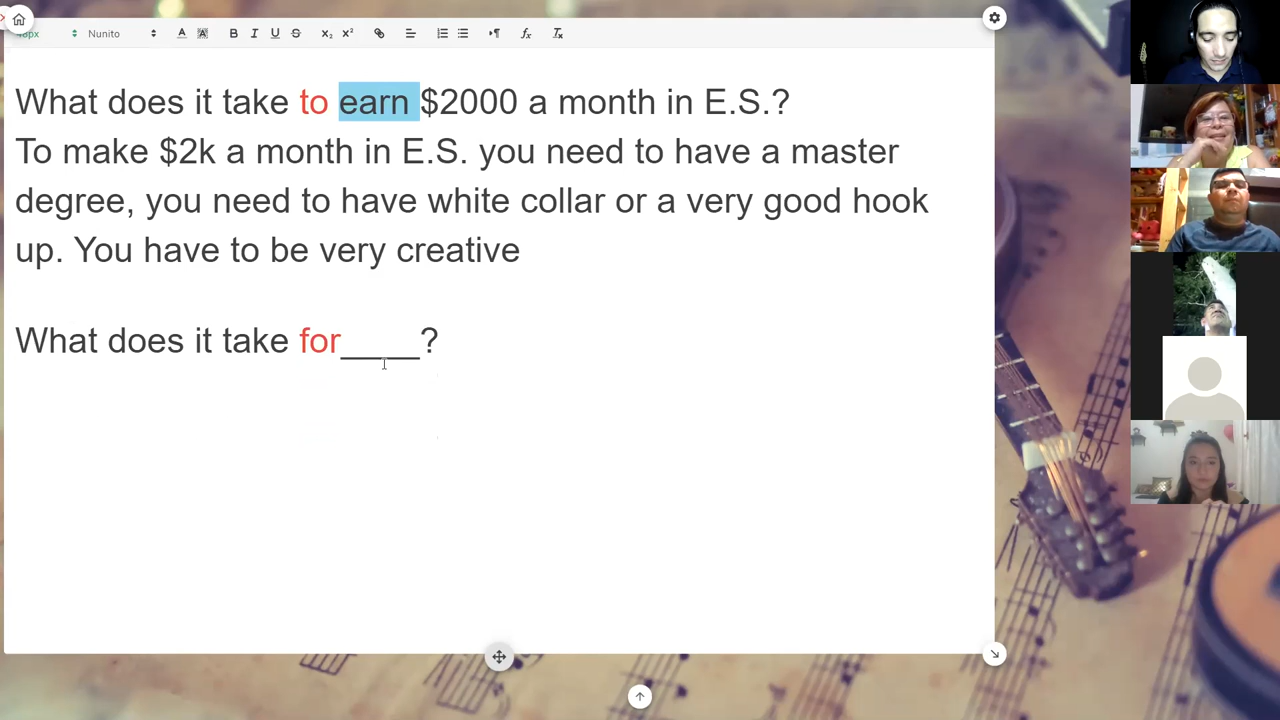 Nunito
What does it take to earn $2000 a month in E.S.?
To make $2k a month in E.S. you need to have a master
degree, you need to have white collar or a very good hook
up. You have to be very creative
What does it take for____?